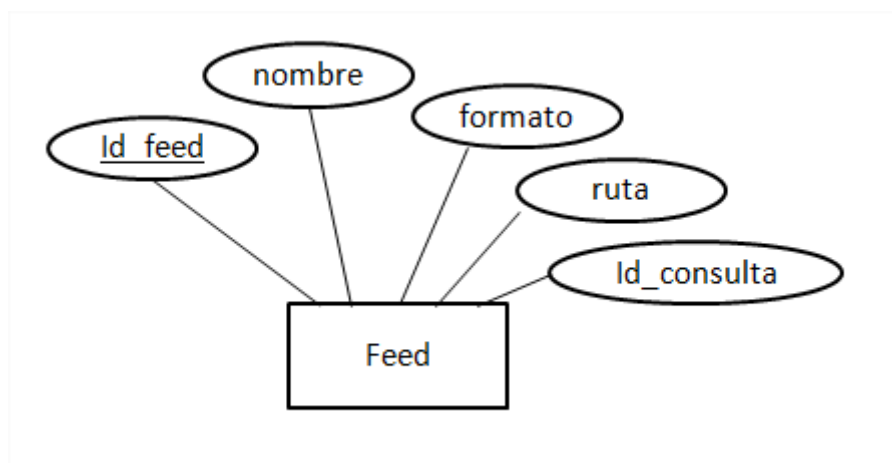 nombre
formato
Id_feed
ruta
Id_consulta
Feed